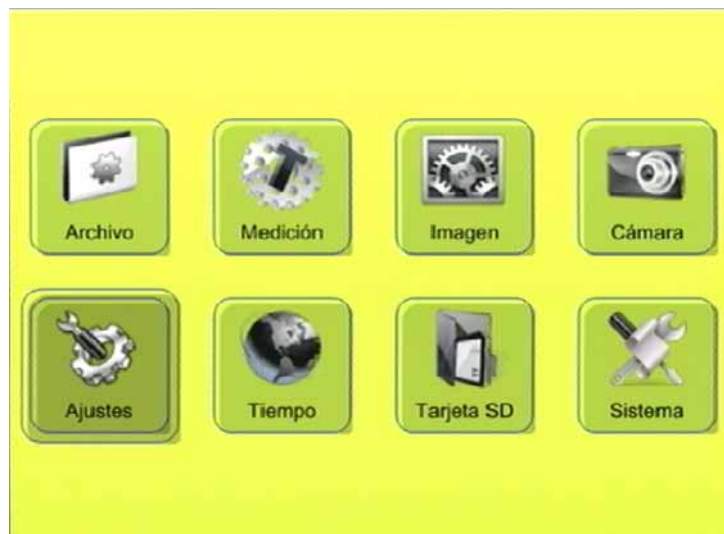 Archivo
Medición
Imagen
Cámara
Ajustes
Tiempo
Tarjeta SD
Sistema